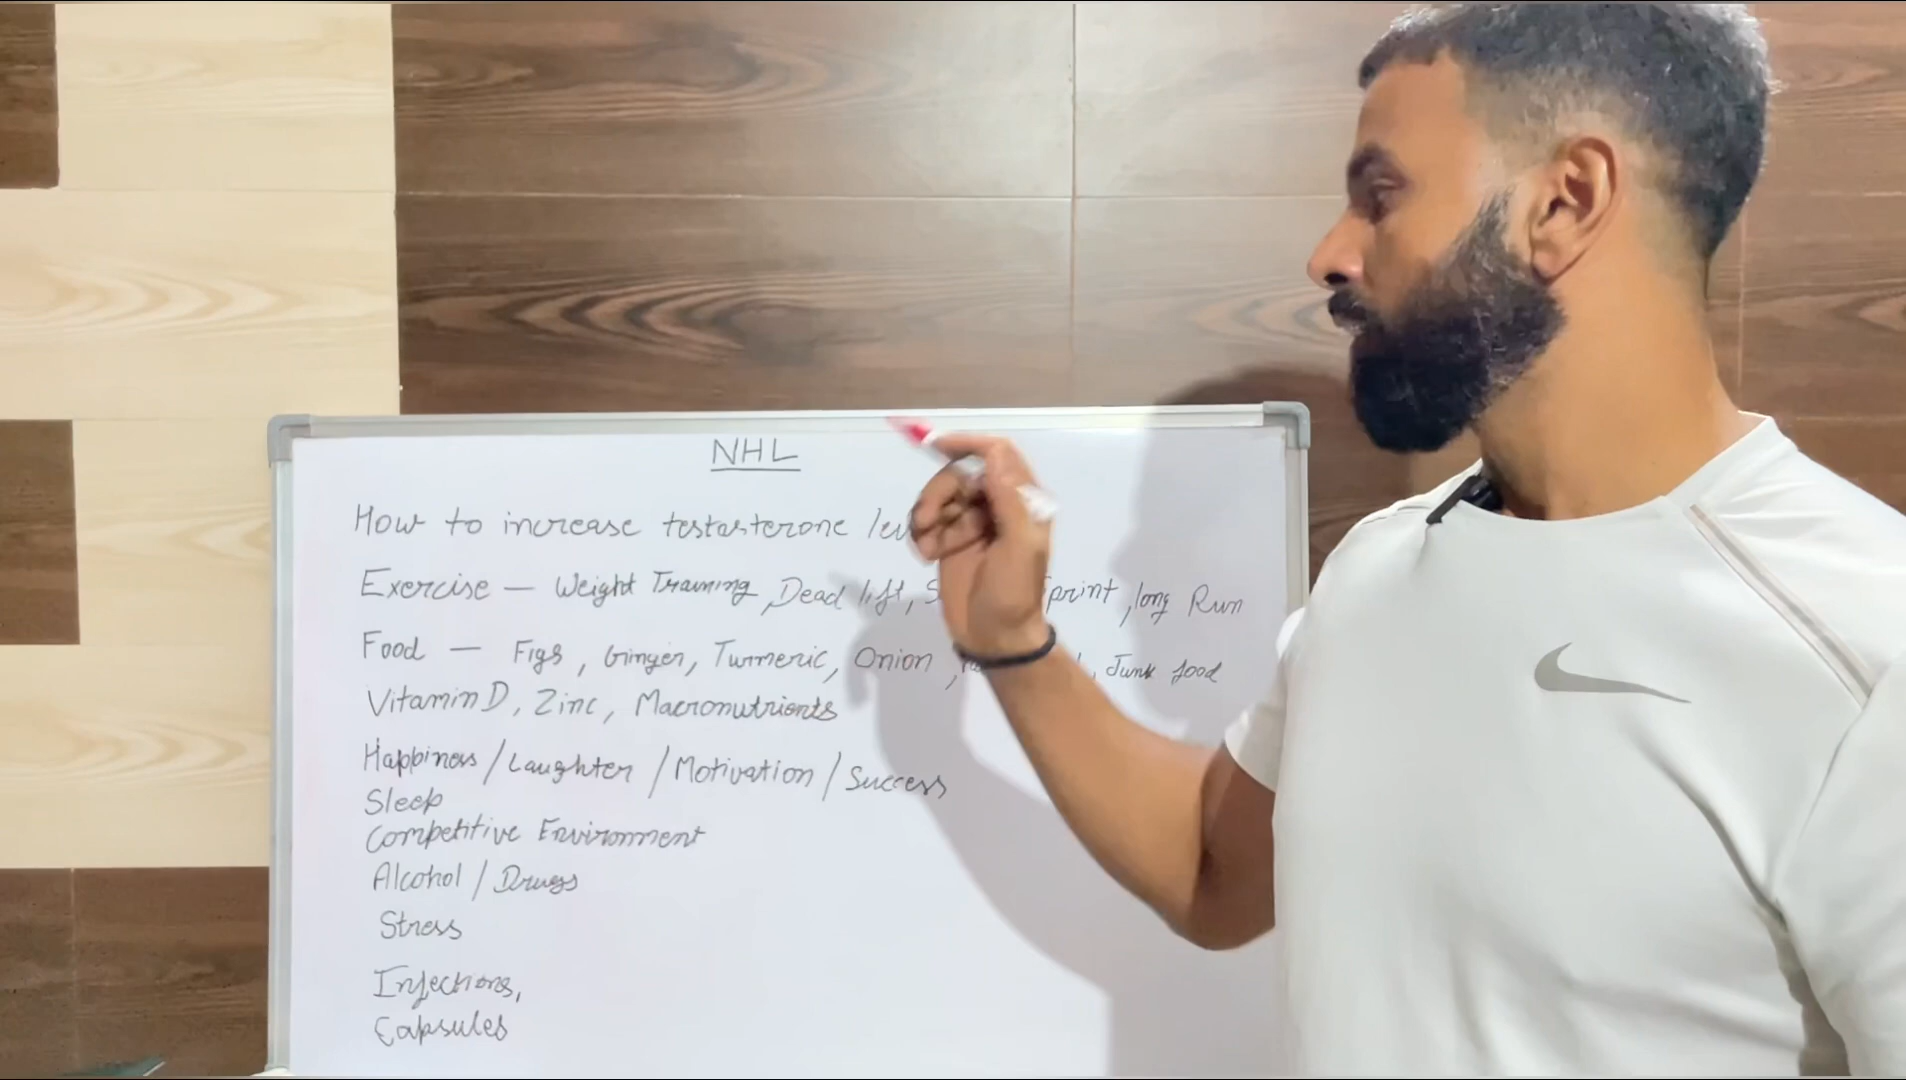 NHL
How to increase testasterone
Exercise — Weight Training, Dead lift, long Run
Food — Figs, Ginger, Turmeric, Onion, Junk food
Vitamin D, Zinc, Macronutrients
Happiness / Laughter / Motivation / Success
Sleep
Competitive Environment
Alcohol / Drugs
Stress
Injections,
Capsules